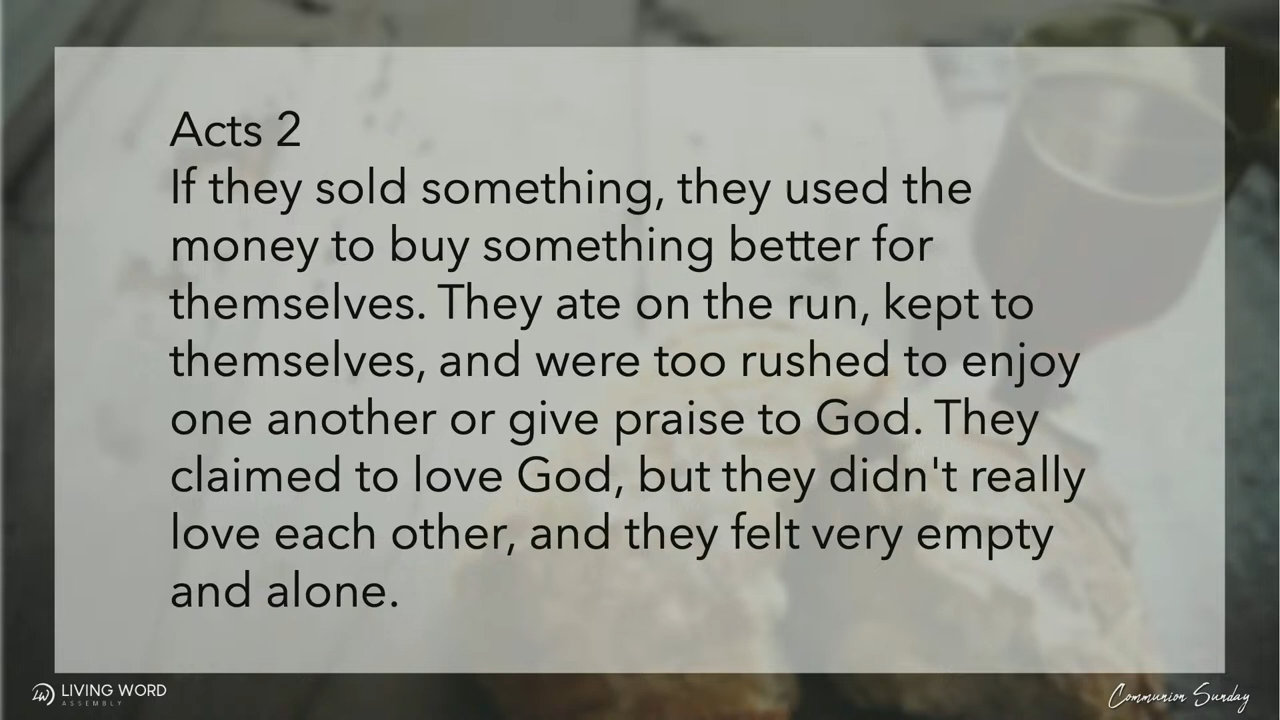 Acts 2
If they sold something, they used the
money to buy something better for
themselves. They ate on the run, kept to
themselves, and were too rushed to enjoy
one another or give praise to God. They
claimed to love God, but they didn't really
love each other, and they felt very empty
and alone.
LW LIVING WORD
ASSEMBLY
Communion Sunday